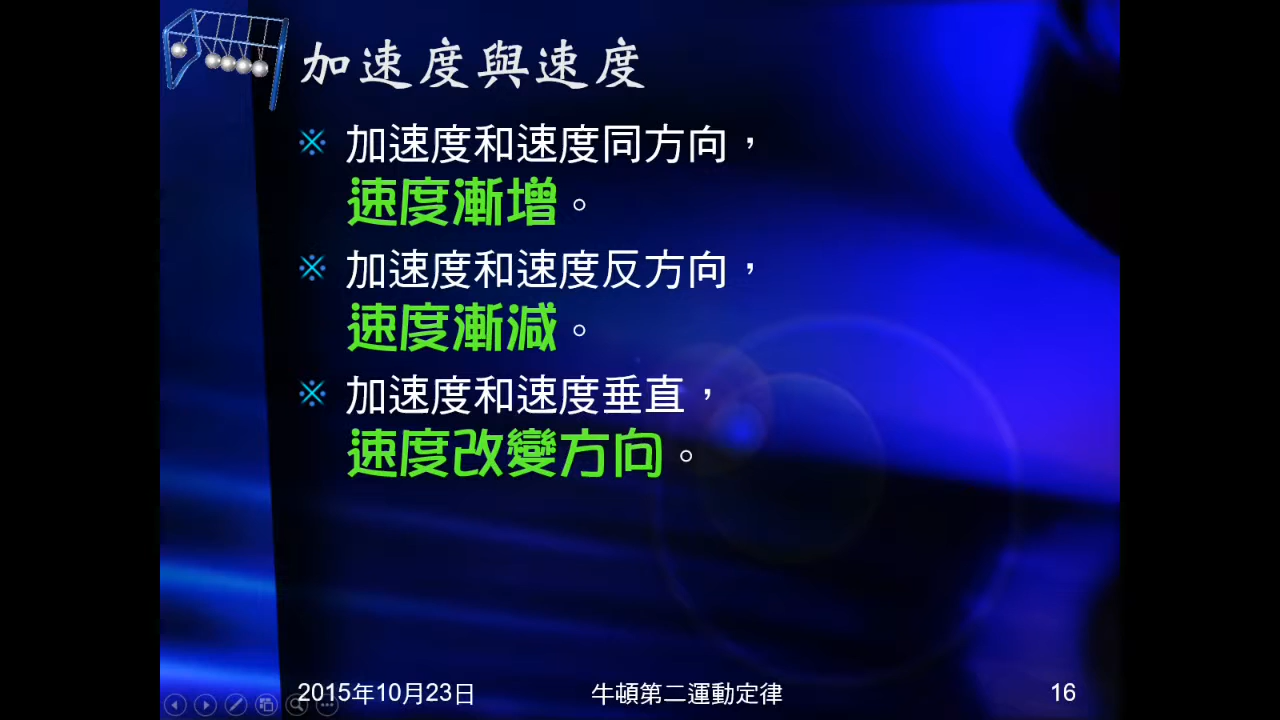 加速度與速度
※ 加速度和速度同方向，
速度漸增。
※ 加速度和速度反方向，
速度漸減。
※ 加速度和速度垂直，
速度改變方向。
2015年10月23日 牛頓第二運動定律 16